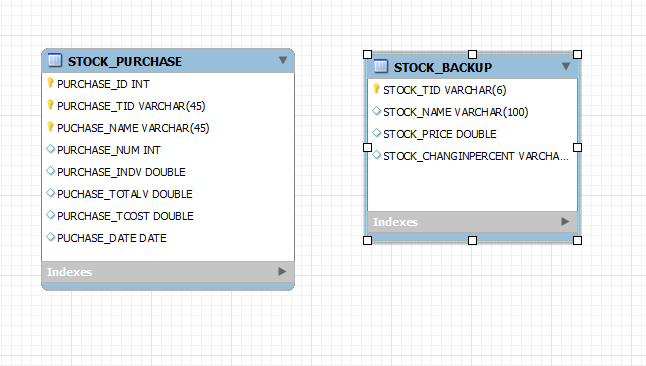 STOCK_PURCHASE
PURCHASE_ID INT
PURCHASE_TID VARCHAR(45)
PUCHASE_NAME VARCHAR(45)
PURCHASE_NUM INT
PURCHASE_INDV DOUBLE
PUCHASE_TOTALV DOUBLE
PURCHASE_TCOST DOUBLE
PUCHASE_DATE DATE
Indexes
STOCK_BACKUP
STOCK_TID VARCHAR(6)
STOCK_NAME VARCHAR(100)
STOCK_PRICE DOUBLE
STOCK_CHANGINPERCENT VARCHA...
Indexes